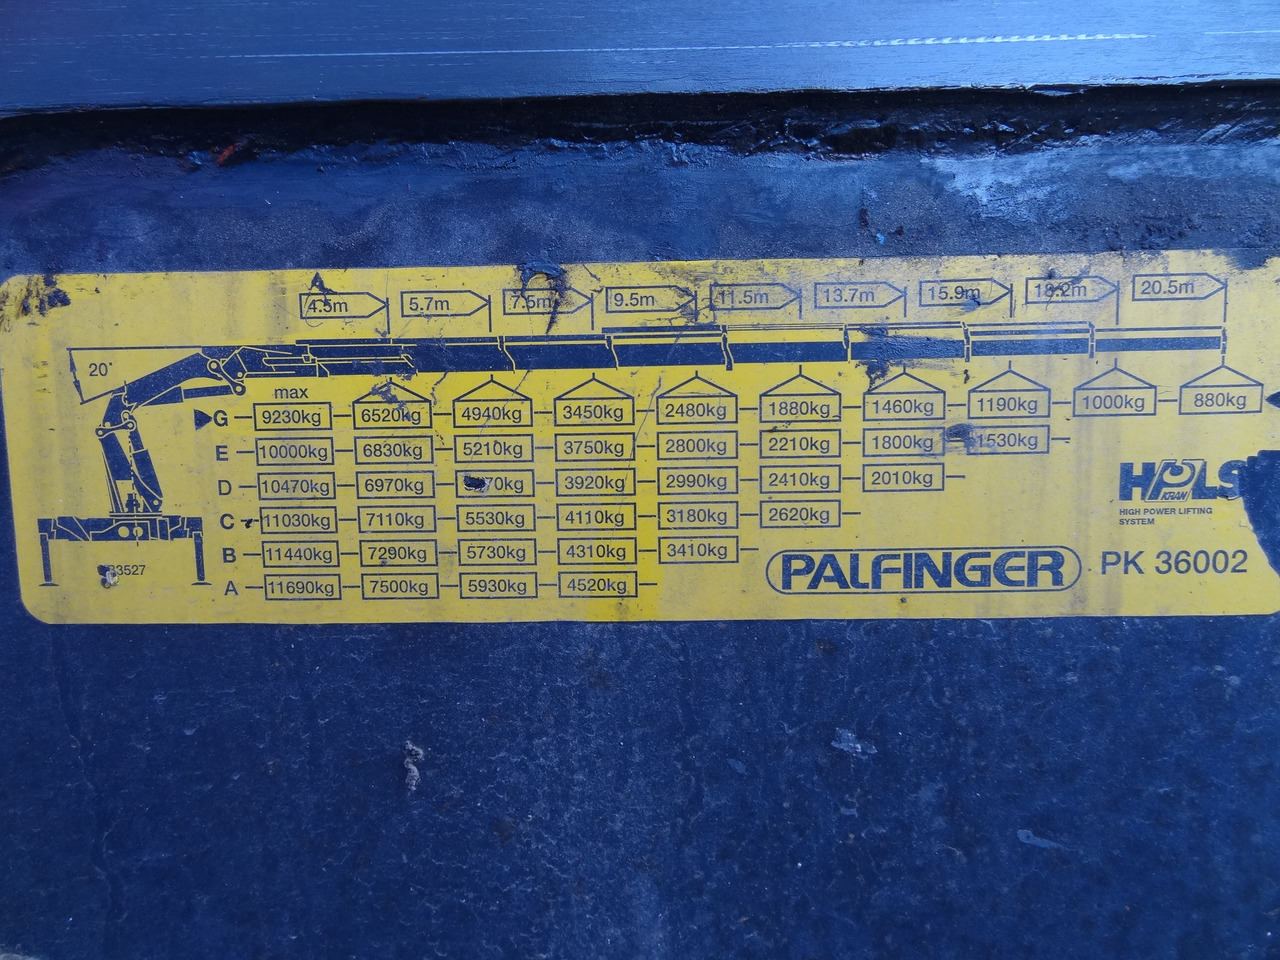 4.5m 5.7m 7.5m 9.5m 11.5m 13.7m 15.9m 18.2m 20.5m
20°
max
G 9230kg 6520kg 4940kg 3450kg 2480kg 1880kg 1460kg 1190kg 1000kg 880kg
E 10000kg 6830kg 5210kg 3750kg 2800kg 2210kg 1800kg 1530kg
D 10470kg 6970kg 3920kg 2990kg 2410kg 2010kg
C 11030kg 7110kg 5530kg 4110kg 3180kg 2620kg
B 11440kg 7290kg 5730kg 4310kg 3410kg
A 11690kg 7500kg 5930kg 4520kg
HPLS
KRAN
HIGH POWER LIFTING
SYSTEM
PALFINGER PK 36002